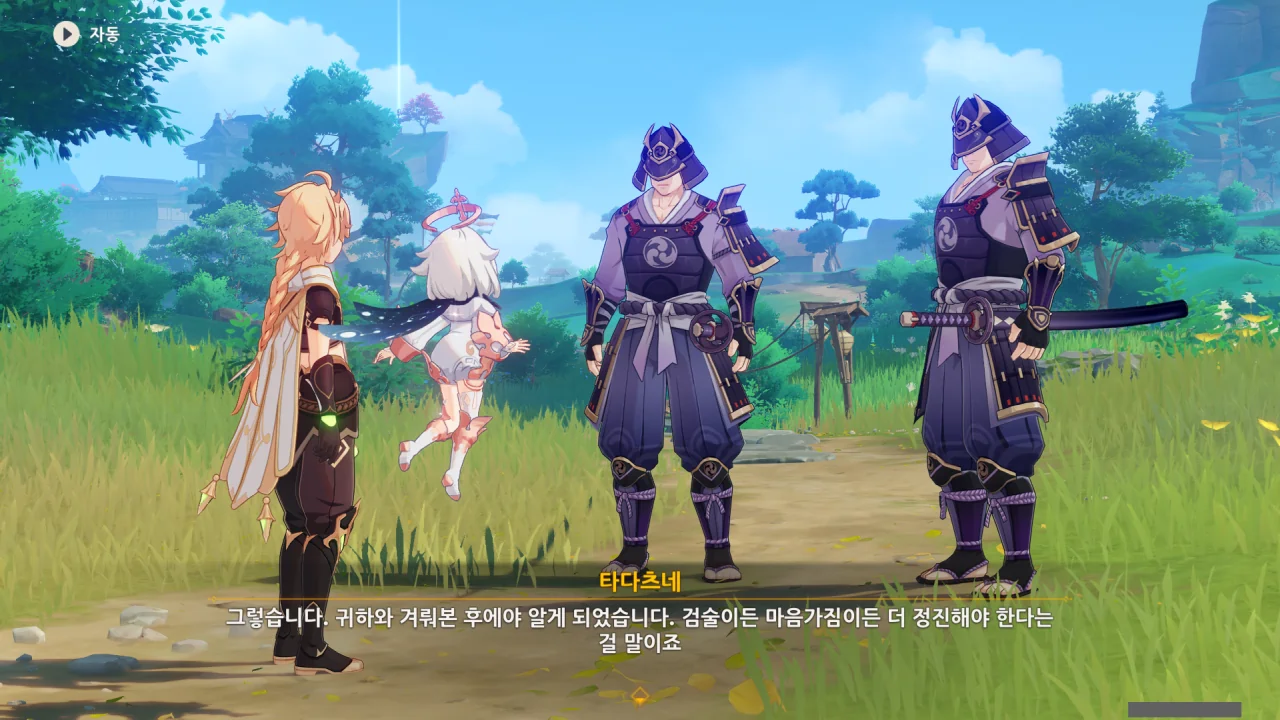 자동
타다츠네
그렇습니다. 귀하와 겨뤄본 후에야 알게 되었습니다. 검술이든 마음가짐이든 더 정진해야 한다는
걸 말이죠